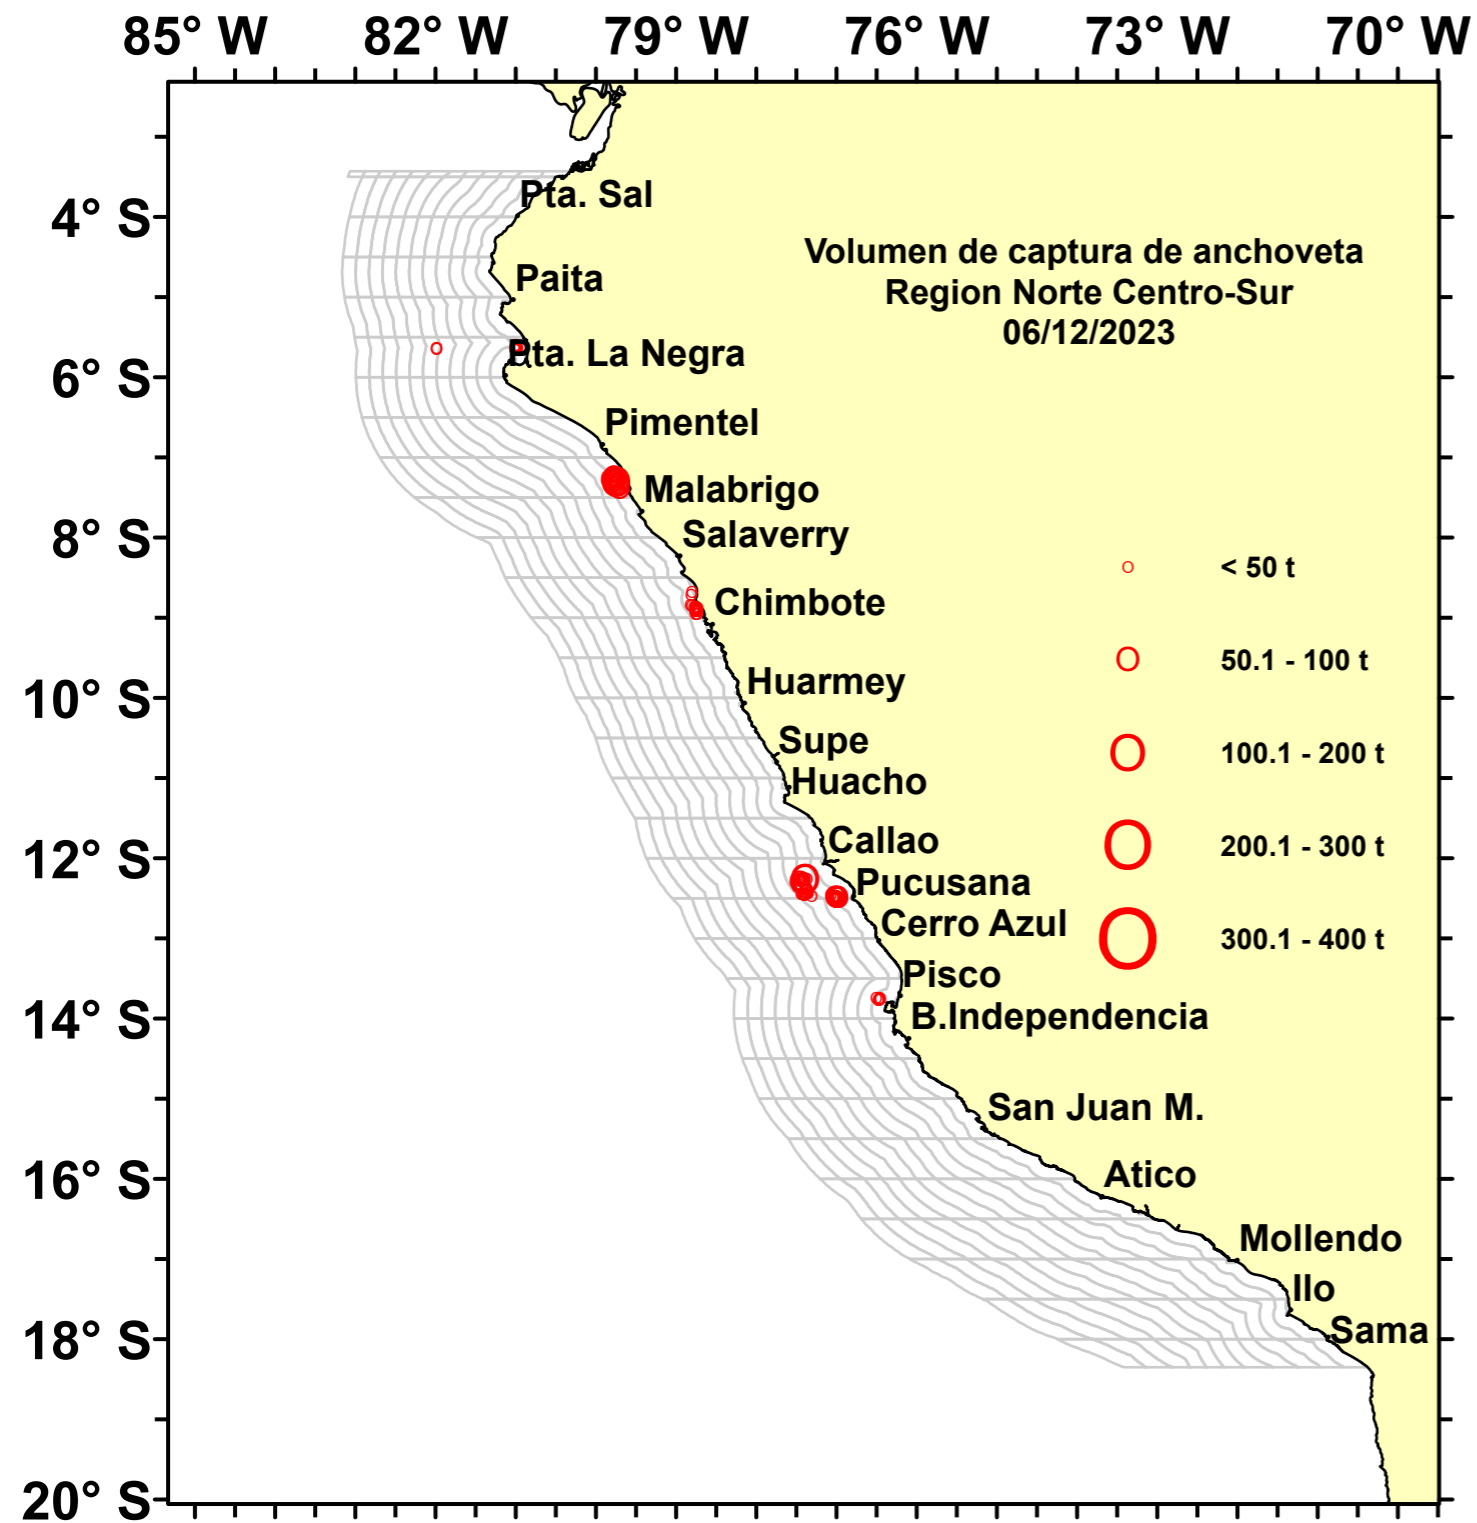 85° W 82° W 79° W 76° W 73° W 70° W
4° S
6° S
8° S
10° S
12° S
14° S
16° S
18° S
20° S
Volumen de captura de anchoveta
Region Norte Centro-Sur
06/12/2023
Pta. Sal
Paita
Pta. La Negra
Pimentel
Malabrigo
Salaverry
Chimbote
Huarmey
Supe
Huacho
Callao
Pucusana
Cerro Azul
Pisco
B.Independencia
San Juan M.
Atico
Mollendo
Ilo
Sama
< 50 t
50.1 - 100 t
100.1 - 200 t
200.1 - 300 t
300.1 - 400 t